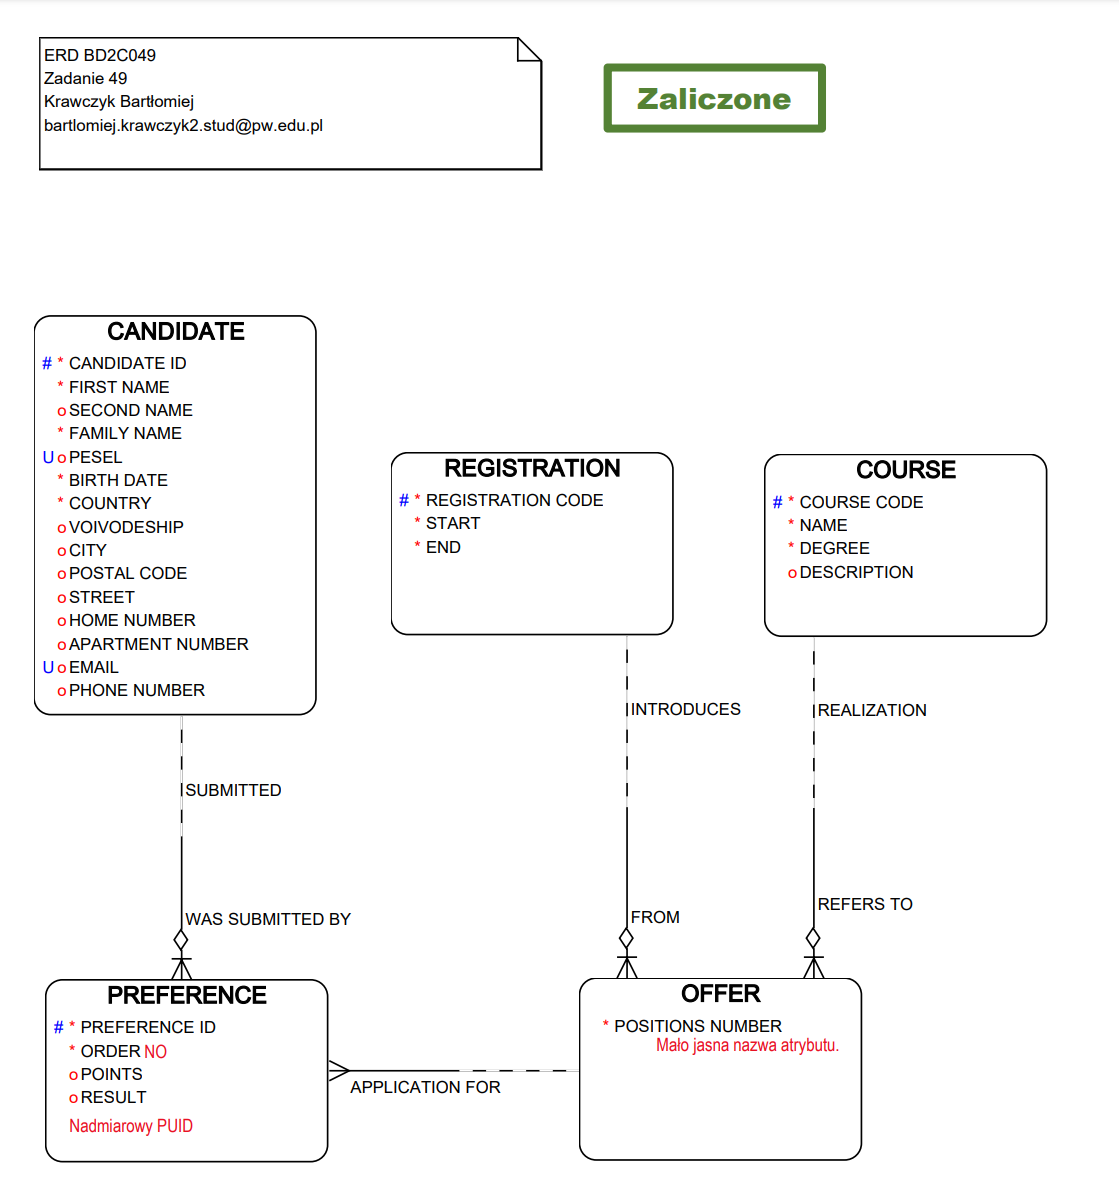 ERD BD2C049
Zadanie 49
Krawczyk Bartłomiej
bartlomiej.krawczyk2.stud@pw.edu.pl
Zaliczone
CANDIDATE
# * CANDIDATE ID
* FIRST NAME
o SECOND NAME
* FAMILY NAME
U o PESEL
* BIRTH DATE
* COUNTRY
o VOIVODESHIP
o CITY
o POSTAL CODE
o STREET
o HOME NUMBER
o APARTMENT NUMBER
U o EMAIL
o PHONE NUMBER
REGISTRATION
# * REGISTRATION CODE
* START
* END
COURSE
# * COURSE CODE
* NAME
* DEGREE
o DESCRIPTION
SUBMITTED
INTRODUCES
REALIZATION
WAS SUBMITTED BY
FROM
REFERS TO
PREFERENCE
# * PREFERENCE ID
* ORDER NO
o POINTS
o RESULT
Nadmiarowy PUID
APPLICATION FOR
OFFER
* POSITIONS NUMBER
Mało jasna nazwa atrybutu.